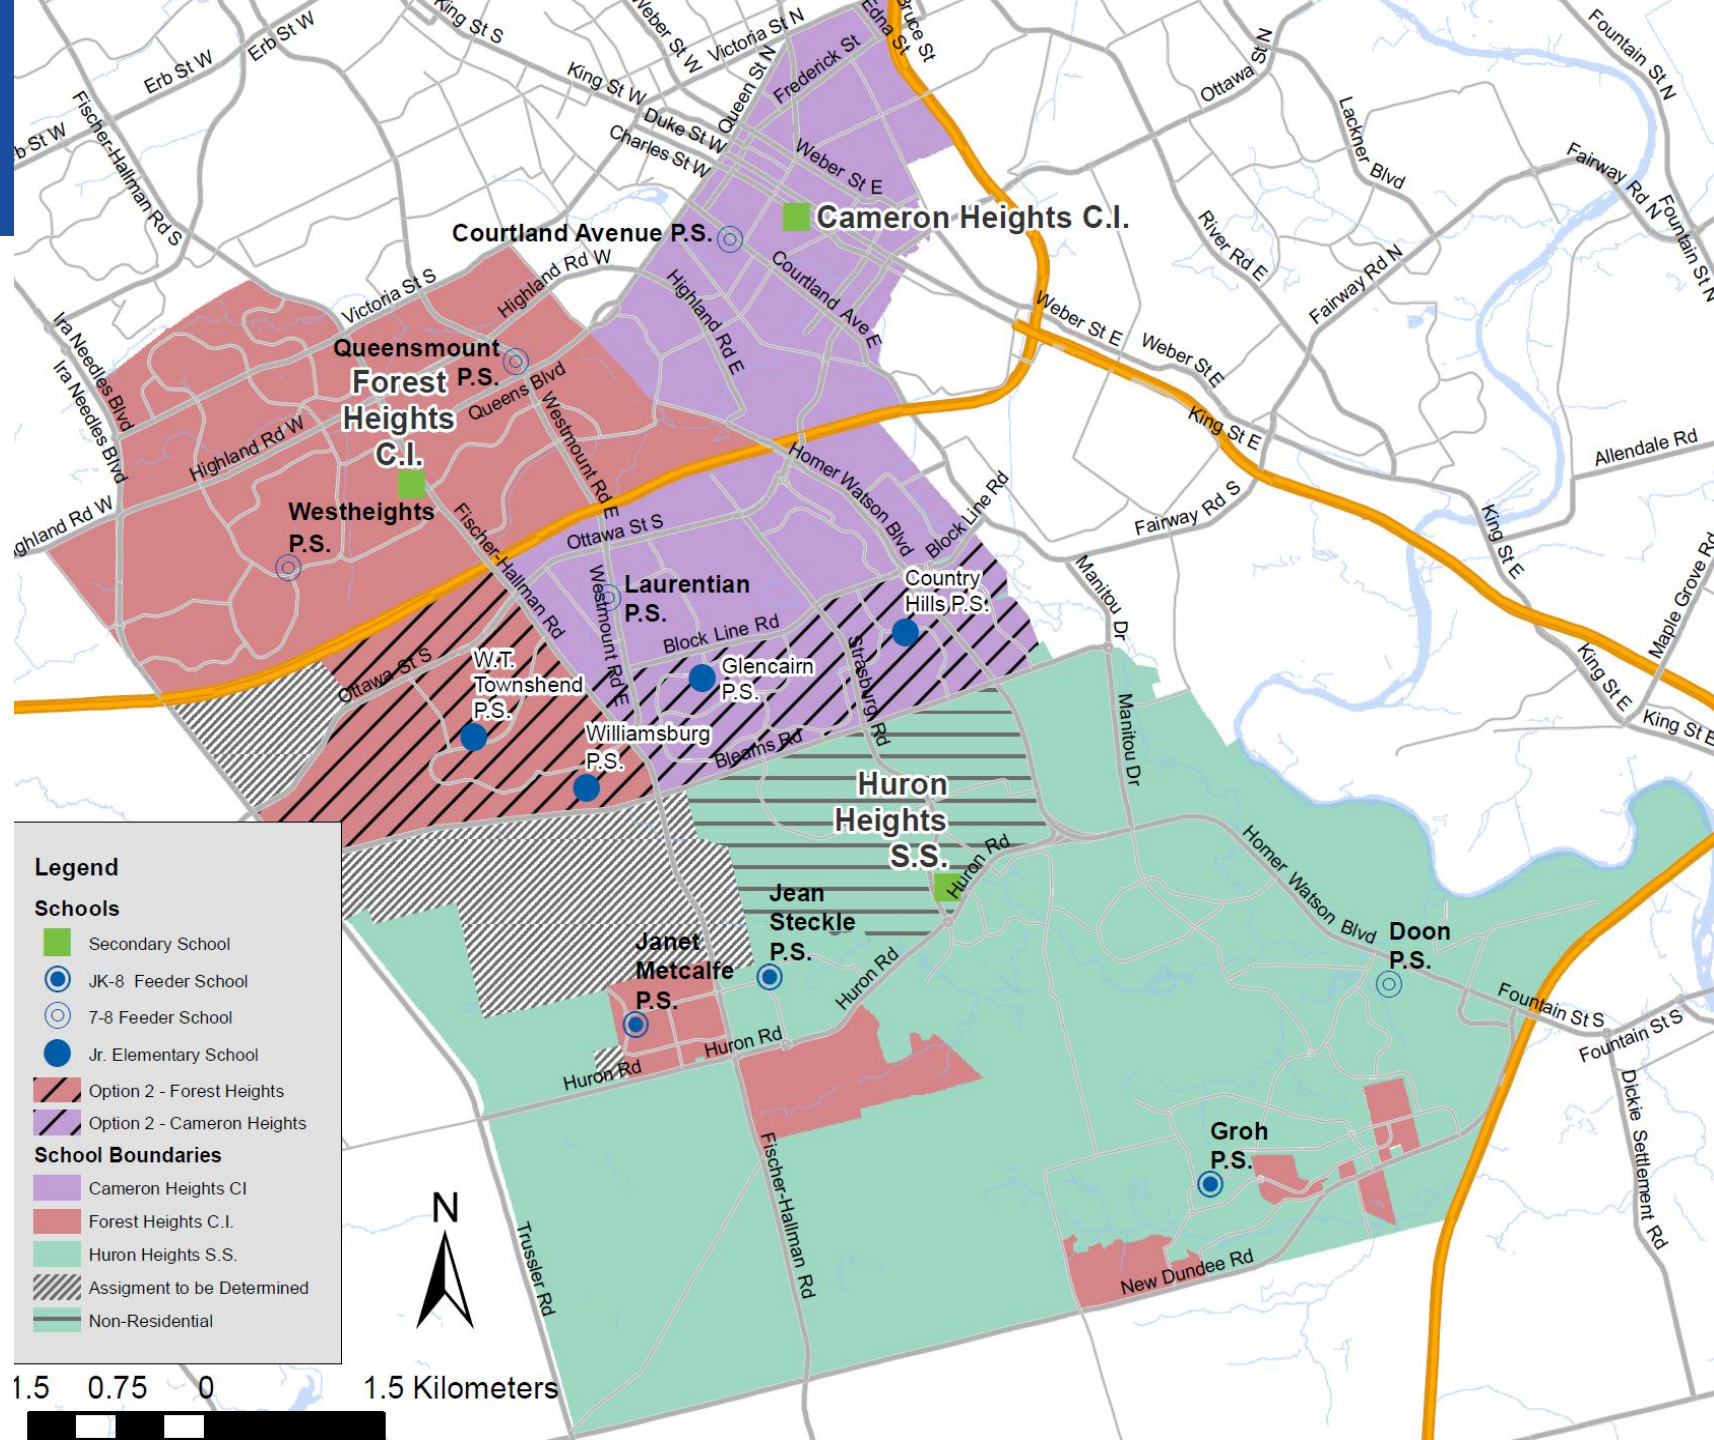 King St S
Weber St W
Victoria St N
Edna St
Bruce St
Fountain St N
Erb St W
Erb St W
Frederick St
Ottawa St N
King St W
Queen St N
Fischer-Hallman Rd S
Duke St W
Charles St W
Lackner Blvd
b St W
Weber St E
Fairway Rd N
Fountain St N
Courtland Avenue P.S.
Cameron Heights C.I.
River Rd E
Fairway Rd N
Highland Rd W
Victoria St S
Courtland Ave E
Highland Rd E
Weber St E
Weber St E
Ira Needles Blvd
Ira Needles Blvd
Queensmount
P.S.
Forest
Heights
C.I.
Queens Blvd
Westmount Rd E
King St E
Highland Rd W
Homer Watson Blvd
Allendale Rd
ghland Rd W
Westheights
P.S.
Fischer-Hallman Rd
Ottawa St S
Block Line Rd
Fairway Rd S
King St E
Maple Grove Rd
Manitou Dr
Country
Hills P.S.
Westmount Rd E
Laurentian
P.S.
Block Line Rd
Strasburg Rd
W.T.
Townshend
P.S.
Ottawa St S
Glencairn
P.S.
King St E
King St E
Manitou Dr
Williamsburg
P.S.
Bleams Rd
Huron
Heights
S.S.
Huron Rd
Homer Watson Blvd
Jean
Steckle
P.S.
Doon
P.S.
Janet
Metcalfe
P.S.
Huron Rd
Fountain St S
Fountain St S
Huron Rd
Huron Rd
Dickie Settlement Rd
Groh
P.S.
Fischer-Hallman Rd
Trussler Rd
New Dundee Rd
Legend
Schools
Secondary School
JK-8 Feeder School
7-8 Feeder School
Jr. Elementary School
Option 2 - Forest Heights
Option 2 - Cameron Heights
School Boundaries
Cameron Heights CI
Forest Heights C.I.
Huron Heights S.S.
Assigment to be Determined
Non-Residential
N
1.5 0.75 0 1.5 Kilometers